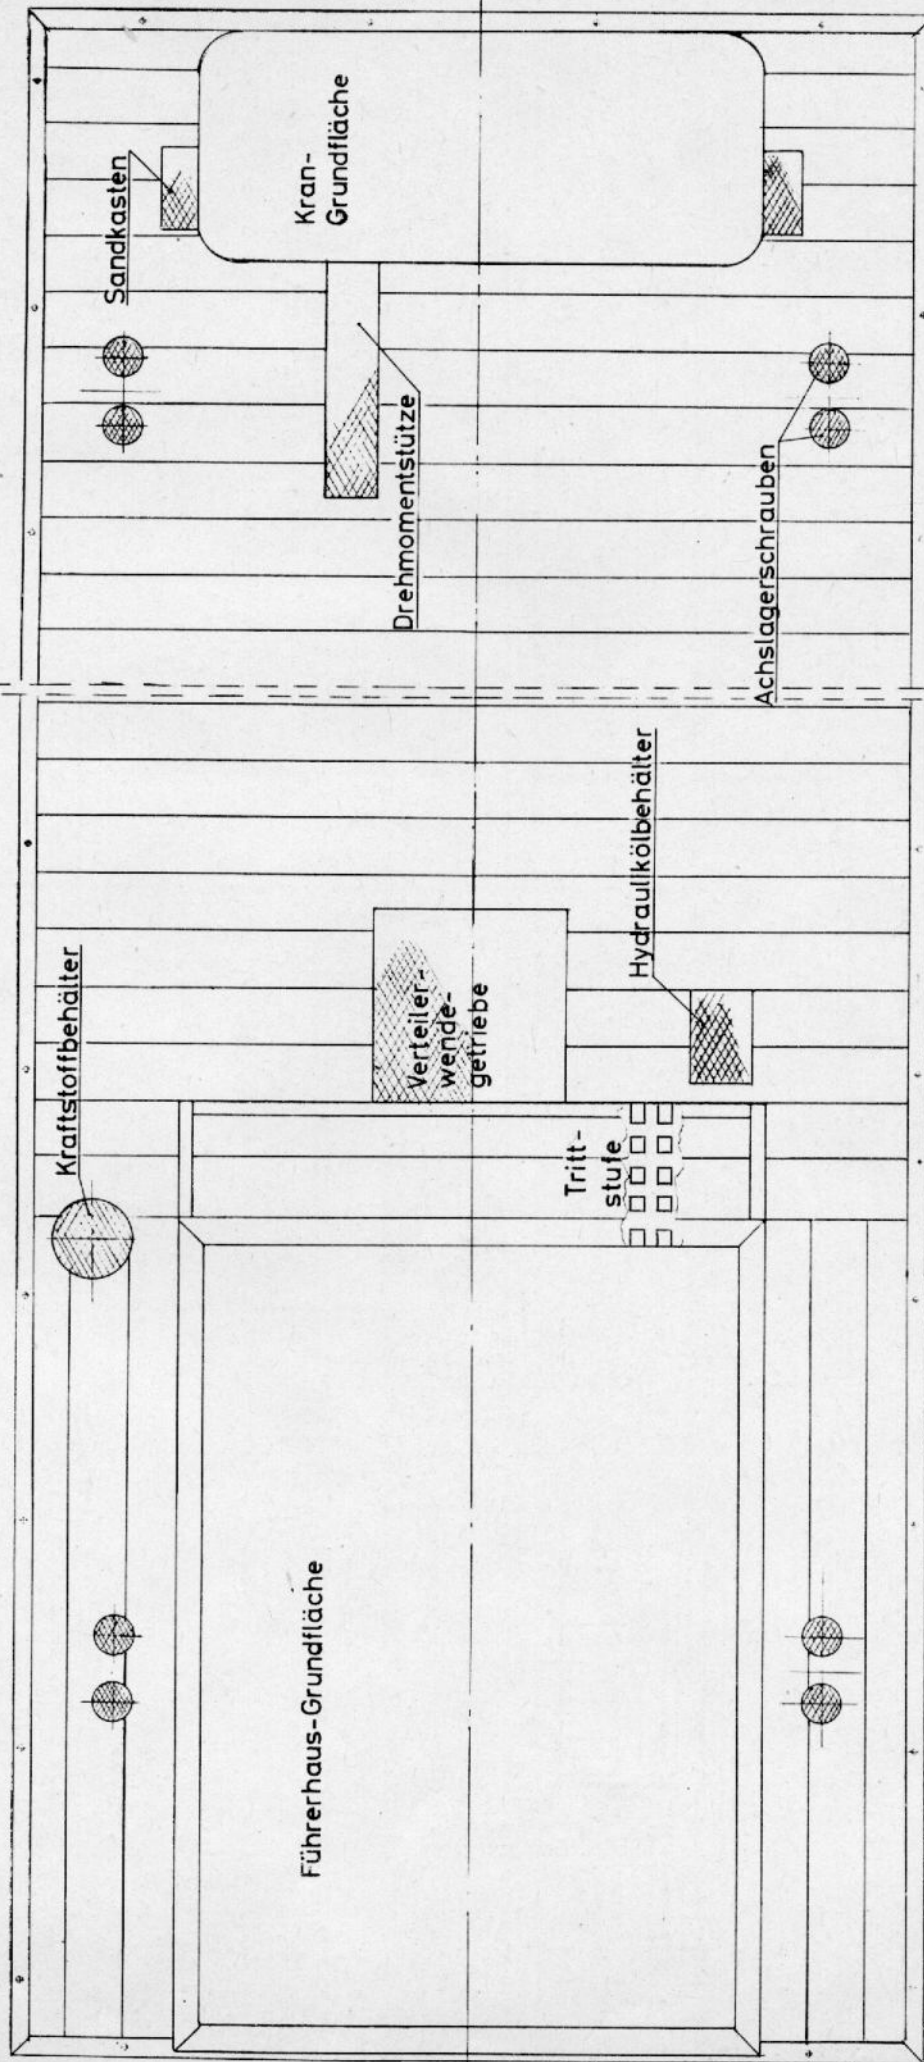 Kraftstoffbehälter
Sandkasten
Führerhaus-Grundfläche
Kran-
Grundfläche
Drehmomentstütze
Verteiler-
wende-
getriebe
Tritt-
stufe
Hydraulikölbehälter
Achslagerschrauben